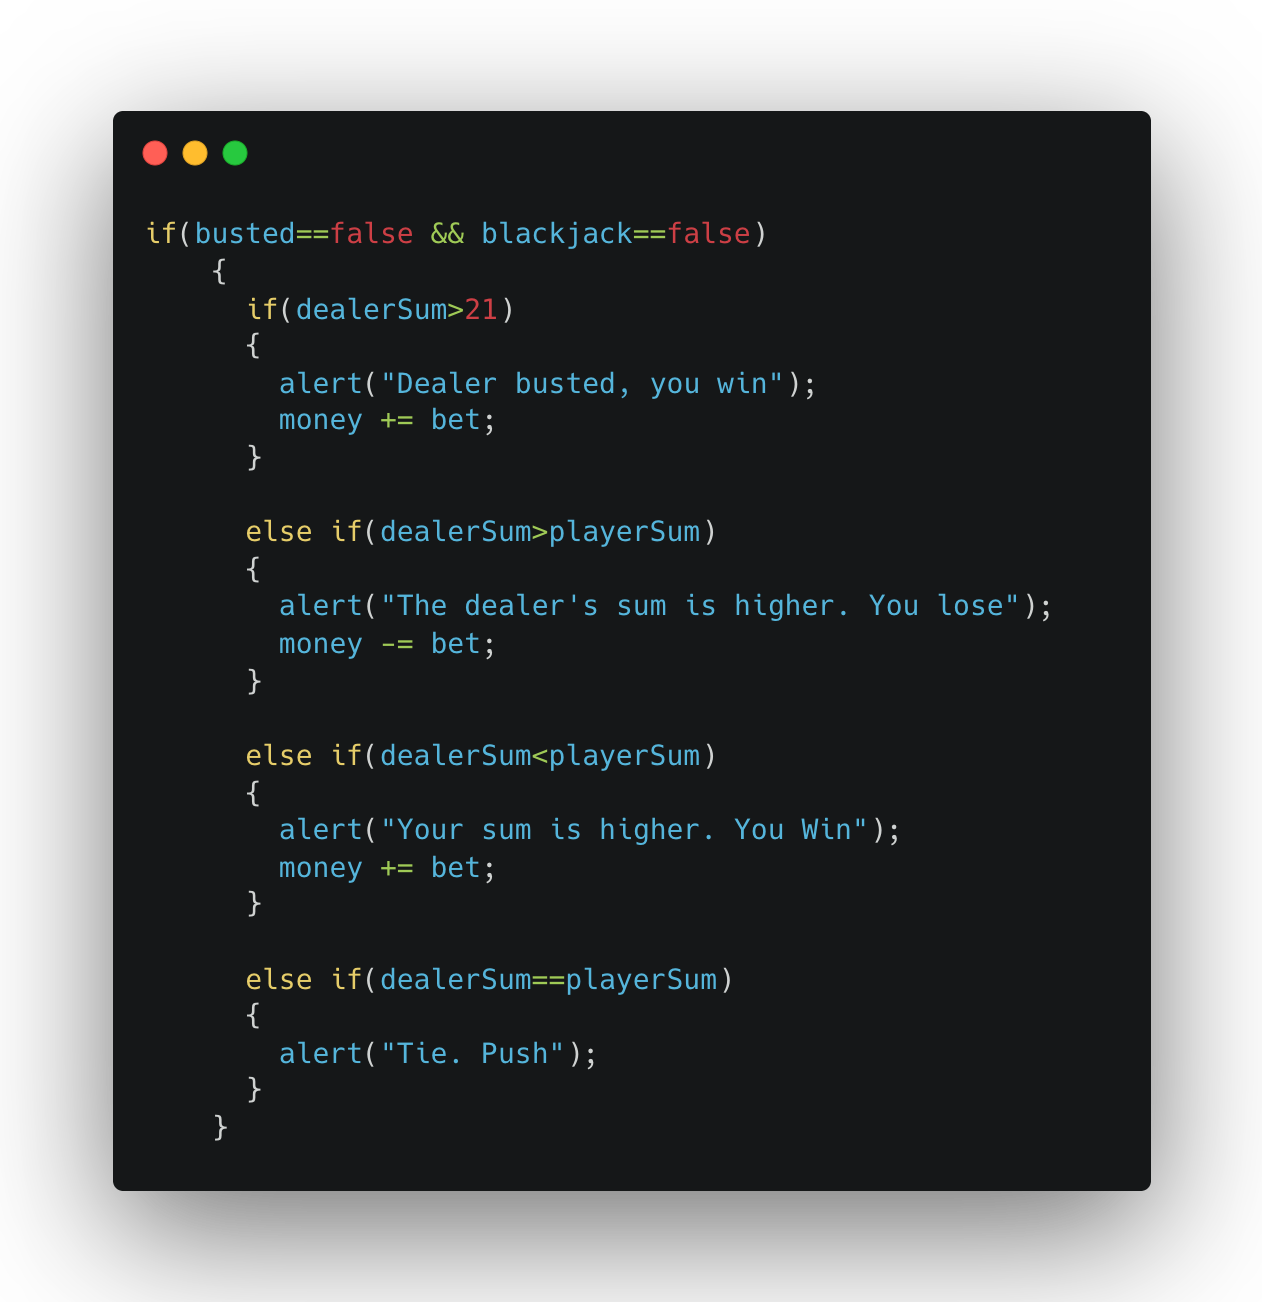 if(busted==false && blackjack==false)
{
if(dealerSum>21)
{
alert("Dealer busted, you win");
money += bet;
}
else if(dealerSum>playerSum)
{
alert("The dealer's sum is higher. You lose");
money -= bet;
}
else if(dealerSum<playerSum)
{
alert("Your sum is higher. You Win");
money += bet;
}
else if(dealerSum==playerSum)
{
alert("Tie. Push");
}
}